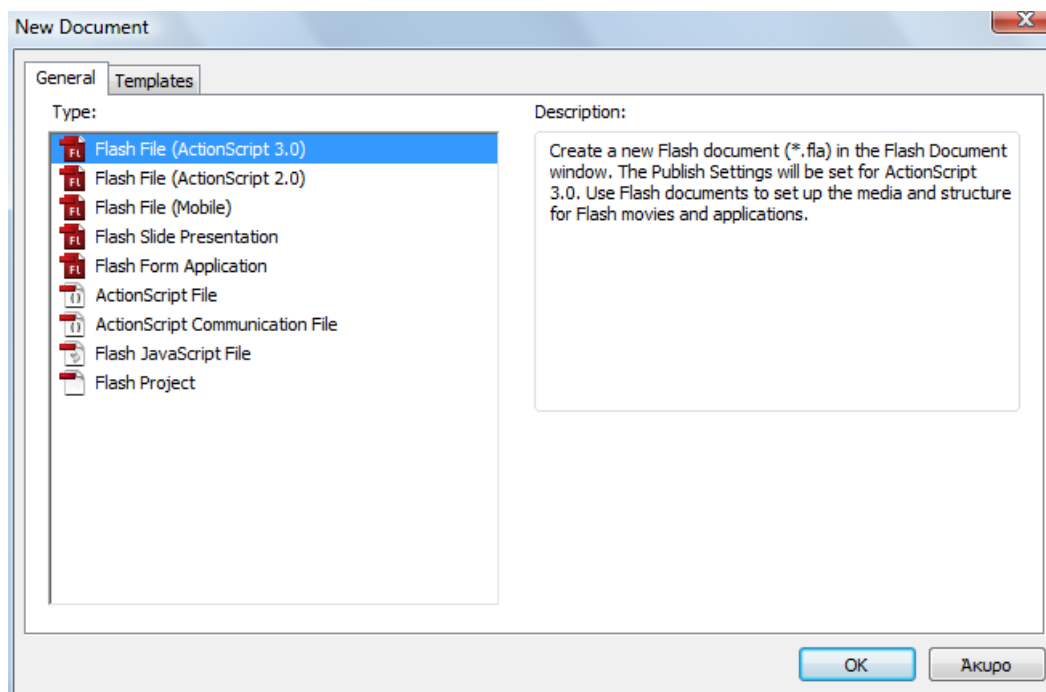 New Document
General
Templates
Type:
Flash File (ActionScript 3.0)
Flash File (ActionScript 2.0)
Flash File (Mobile)
Flash Slide Presentation
Flash Form Application
ActionScript File
ActionScript Communication File
Flash JavaScript File
Flash Project
Description:
Create a new Flash document (*.fla) in the Flash Document
window. The Publish Settings will be set for ActionScript
3.0. Use Flash documents to set up the media and structure
for Flash movies and applications.
OK
Άκυρο